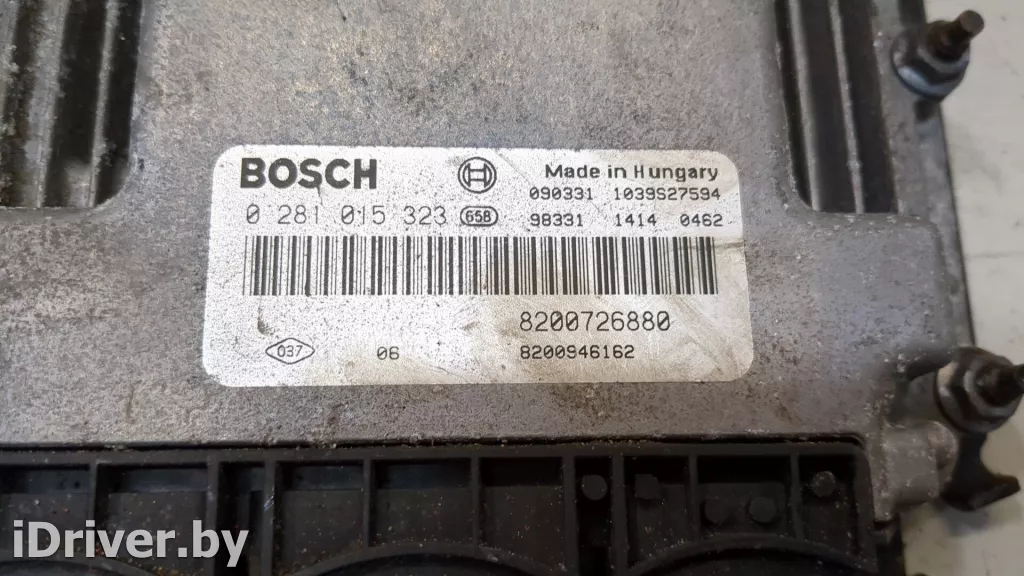 BOSCH
Made in Hungary
090331 1039S27594
0 281 015 323 658
98331 1414 0462
8200726880
037 06 8200946162
iDriver.by